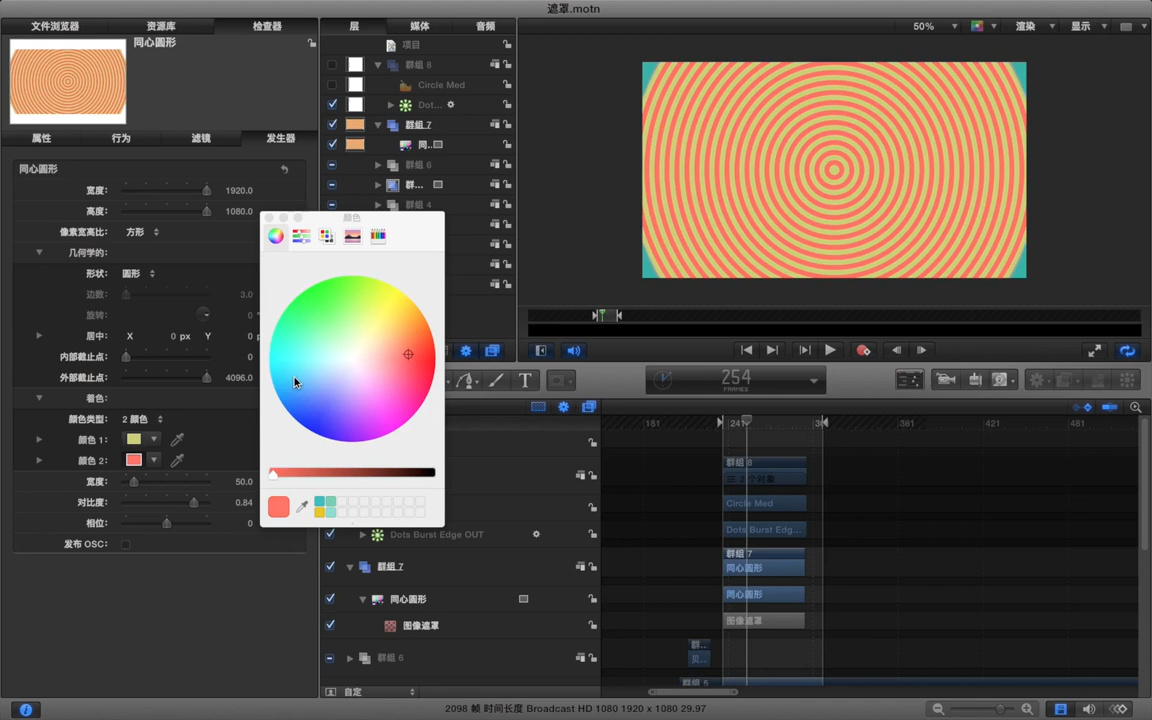 遮罩.motn
文件浏览器 资源库 检查器
层 媒体 音频
50% 渲染 显示
同心圆形
项目
群组 8
Circle Med
Dot...
群组 7
同..
群组 6
群...
群组 4
属性 行为 滤镜 发生器
同心圆形
宽度: 1920.0
高度: 1080.0
像素宽高比: 方形
几何学的:
形状: 圆形
边数: 3.0
旋转: 0 °
居中: X 0 px Y 0 p
内部截止点: 0
外部截止点: 4096.0
着色:
颜色类型: 2 颜色
颜色 1:
颜色 2:
宽度: 50.0
对比度: 0.84
相位: 0
发布 OSC:
颜色
T
254
FRAMES
181 241 361 421 481
群组 8
三 2 个对象
Circle Med
Dots Burst Edg...
群组 7
同心圆形
同心圆形
图像遮罩
群..
贝..
群组 5
Dots Burst Edge OUT
群组 7
同心圆形
图像遮罩
群组 6
自定
2098 帧 时间长度 Broadcast HD 1080 1920 x 1080 29.97